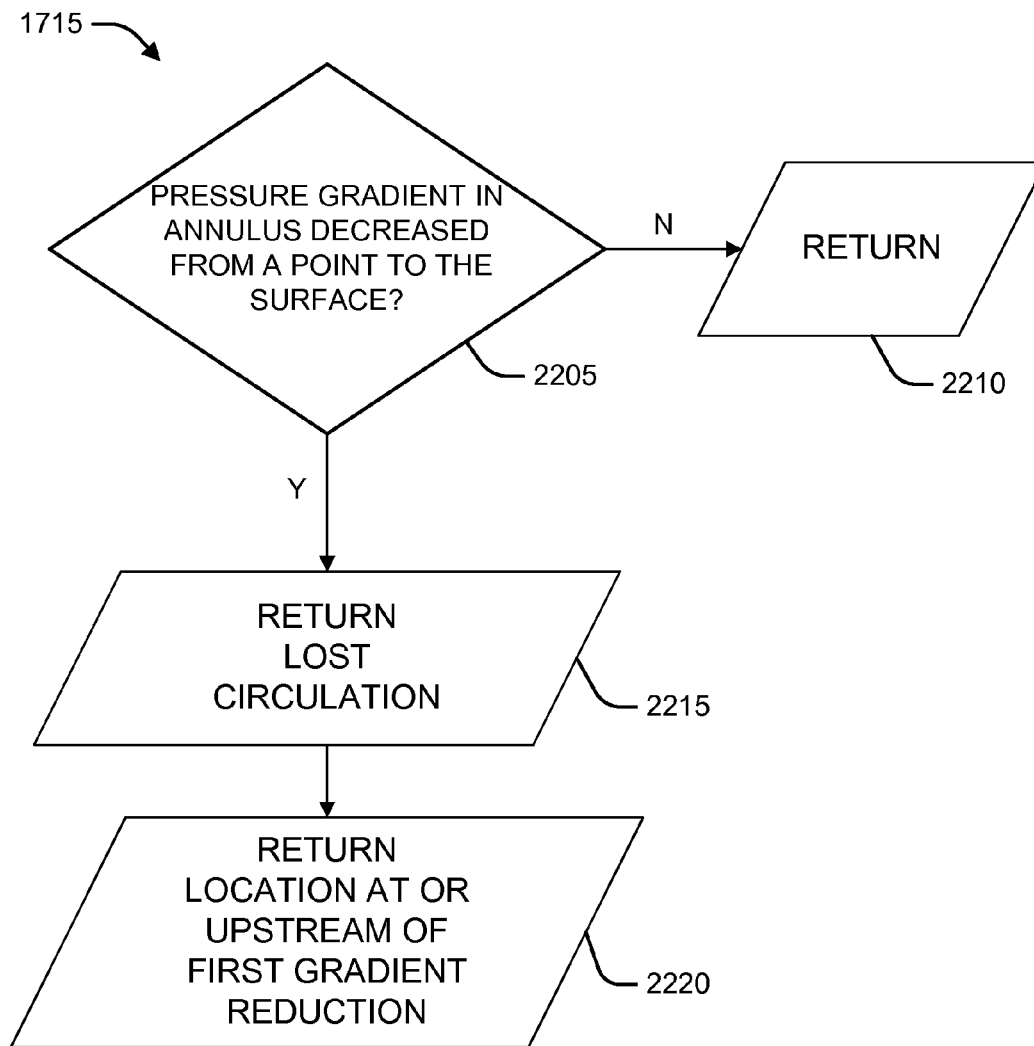 1715
PRESSURE GRADIENT IN
ANNULUS DECREASED
FROM A POINT TO THE
SURFACE?
N
RETURN
2205
2210
Y
RETURN
LOST
CIRCULATION
2215
RETURN
LOCATION AT OR
UPSTREAM OF
FIRST GRADIENT
REDUCTION
2220